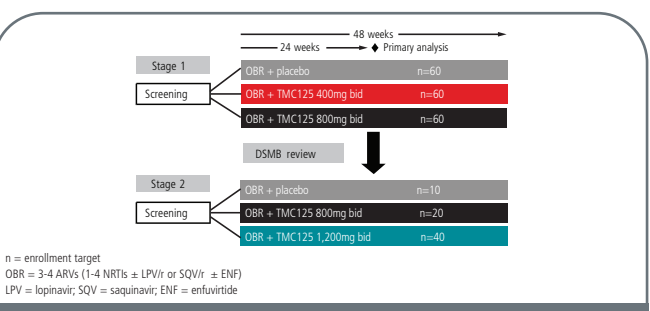 48 weeks
24 weeks ♦ Primary analysis
Stage 1
OBR + placebo n=60
Screening OBR + TMC125 400mg bid n=60
OBR + TMC125 800mg bid n=60
DSMB review
Stage 2
OBR + placebo n=10
Screening OBR + TMC125 800mg bid n=20
OBR + TMC125 1,200mg bid n=40
n = enrollment target
OBR = 3-4 ARVs (1-4 NRTIs ± LPV/r or SQV/r ± ENF)
LPV = lopinavir; SQV = saquinavir; ENF = enfuvirtide